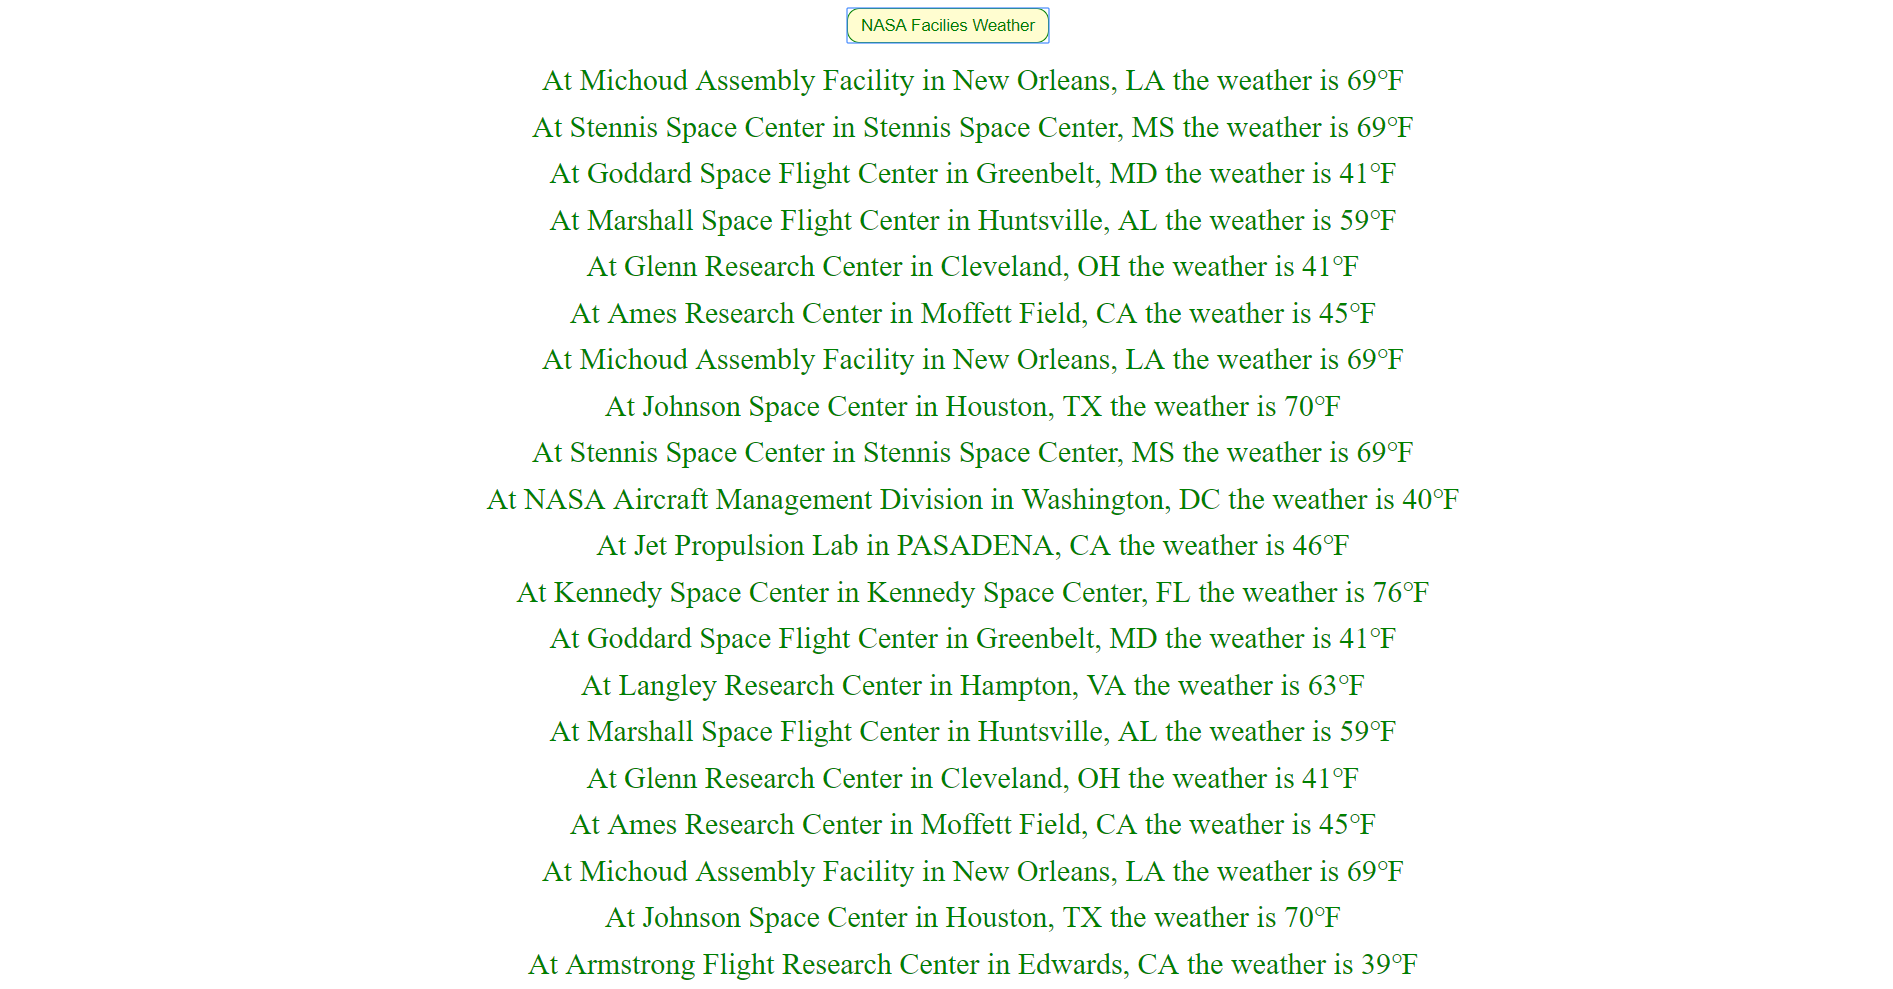 NASA Facilies Weather
At Michoud Assembly Facility in New Orleans, LA the weather is 69°F
At Stennis Space Center in Stennis Space Center, MS the weather is 69°F
At Goddard Space Flight Center in Greenbelt, MD the weather is 41°F
At Marshall Space Flight Center in Huntsville, AL the weather is 59°F
At Glenn Research Center in Cleveland, OH the weather is 41°F
At Ames Research Center in Moffett Field, CA the weather is 45°F
At Michoud Assembly Facility in New Orleans, LA the weather is 69°F
At Johnson Space Center in Houston, TX the weather is 70°F
At Stennis Space Center in Stennis Space Center, MS the weather is 69°F
At NASA Aircraft Management Division in Washington, DC the weather is 40°F
At Jet Propulsion Lab in PASADENA, CA the weather is 46°F
At Kennedy Space Center in Kennedy Space Center, FL the weather is 76°F
At Goddard Space Flight Center in Greenbelt, MD the weather is 41°F
At Langley Research Center in Hampton, VA the weather is 63°F
At Marshall Space Flight Center in Huntsville, AL the weather is 59°F
At Glenn Research Center in Cleveland, OH the weather is 41°F
At Ames Research Center in Moffett Field, CA the weather is 45°F
At Michoud Assembly Facility in New Orleans, LA the weather is 69°F
At Johnson Space Center in Houston, TX the weather is 70°F
At Armstrong Flight Research Center in Edwards, CA the weather is 39°F